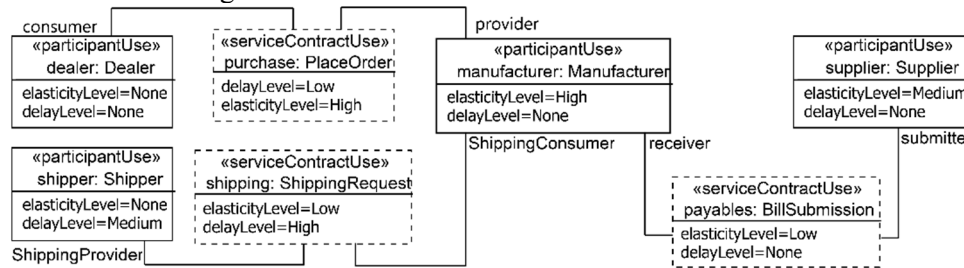 consumer
«participantUse»
dealer: Dealer
elasticityLevel=None
delayLevel=None
«serviceContractUse»
purchase: PlaceOrder
delayLevel=Low
elasticityLevel=High
provider
«participantUse»
manufacturer: Manufacturer
elasticityLevel=High
delayLevel=None
«participantUse»
supplier: Supplier
elasticityLevel=Medium
delayLevel=None
ShippingConsumer
receiver
submitte
«participantUse»
shipper: Shipper
elasticityLevel=None
delayLevel=Medium
ShippingProvider
«serviceContractUse»
shipping: ShippingRequest
elasticityLevel=Low
delayLevel=High
«serviceContractUse»
payables: BillSubmission
elasticityLevel=Low
delayLevel=None